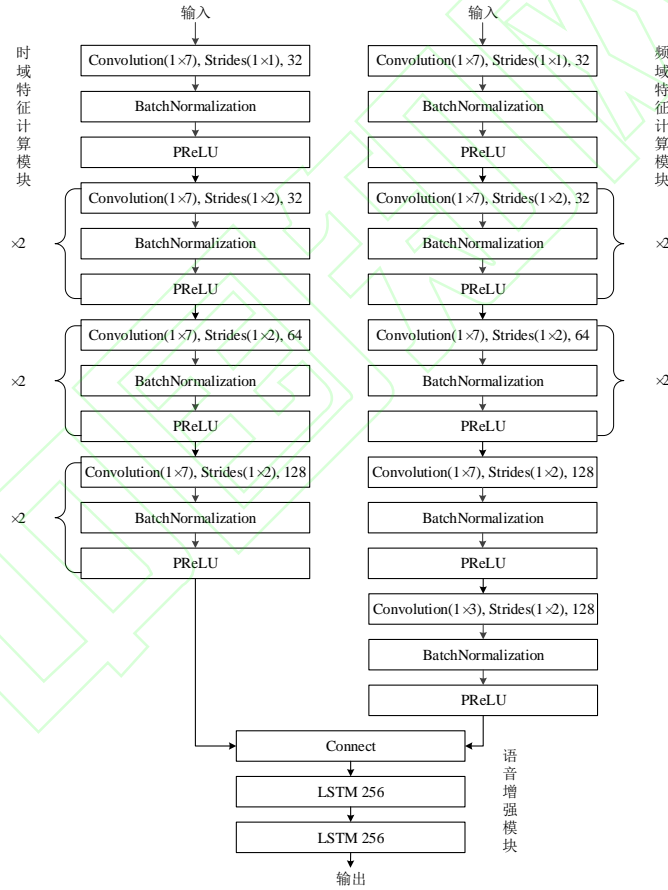 输入
时域特征计算模块
Convolution(1×7), Strides(1×1), 32
BatchNormalization
PReLU
Convolution(1×7), Strides(1×2), 32
×2
BatchNormalization
PReLU
Convolution(1×7), Strides(1×2), 64
×2
BatchNormalization
PReLU
Convolution(1×7), Strides(1×2), 128
×2
BatchNormalization
PReLU
输入
频域特征计算模块
Convolution(1×7), Strides(1×1), 32
BatchNormalization
PReLU
Convolution(1×7), Strides(1×2), 32
BatchNormalization
×2
PReLU
Convolution(1×7), Strides(1×2), 64
BatchNormalization
×2
PReLU
Convolution(1×7), Strides(1×2), 128
BatchNormalization
PReLU
Convolution(1×3), Strides(1×2), 128
BatchNormalization
PReLU
Connect
语音增强模块
LSTM 256
LSTM 256
输出